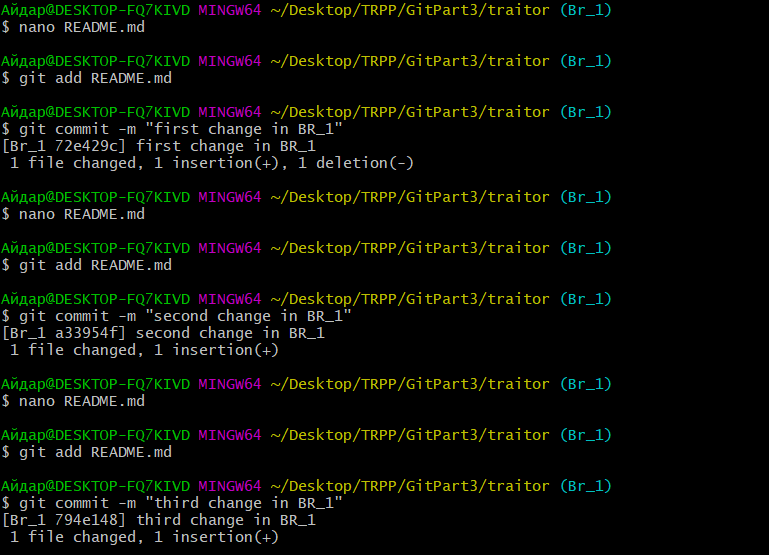 Айдар@DESKTOP-FQ7KIVD MINGW64 ~/Desktop/TRPP/GitPart3/traitor (Br_1)
$ nano README.md
Айдар@DESKTOP-FQ7KIVD MINGW64 ~/Desktop/TRPP/GitPart3/traitor (Br_1)
$ git add README.md
Айдар@DESKTOP-FQ7KIVD MINGW64 ~/Desktop/TRPP/GitPart3/traitor (Br_1)
$ git commit -m "first change in BR_1"
[Br_1 72e429c] first change in BR_1
 1 file changed, 1 insertion(+), 1 deletion(-)
Айдар@DESKTOP-FQ7KIVD MINGW64 ~/Desktop/TRPP/GitPart3/traitor (Br_1)
$ nano README.md
Айдар@DESKTOP-FQ7KIVD MINGW64 ~/Desktop/TRPP/GitPart3/traitor (Br_1)
$ git add README.md
Айдар@DESKTOP-FQ7KIVD MINGW64 ~/Desktop/TRPP/GitPart3/traitor (Br_1)
$ git commit -m "second change in BR_1"
[Br_1 a33954f] second change in BR_1
 1 file changed, 1 insertion(+)
Айдар@DESKTOP-FQ7KIVD MINGW64 ~/Desktop/TRPP/GitPart3/traitor (Br_1)
$ nano README.md
Айдар@DESKTOP-FQ7KIVD MINGW64 ~/Desktop/TRPP/GitPart3/traitor (Br_1)
$ git add README.md
Айдар@DESKTOP-FQ7KIVD MINGW64 ~/Desktop/TRPP/GitPart3/traitor (Br_1)
$ git commit -m "third change in BR_1"
[Br_1 794e148] third change in BR_1
 1 file changed, 1 insertion(+)